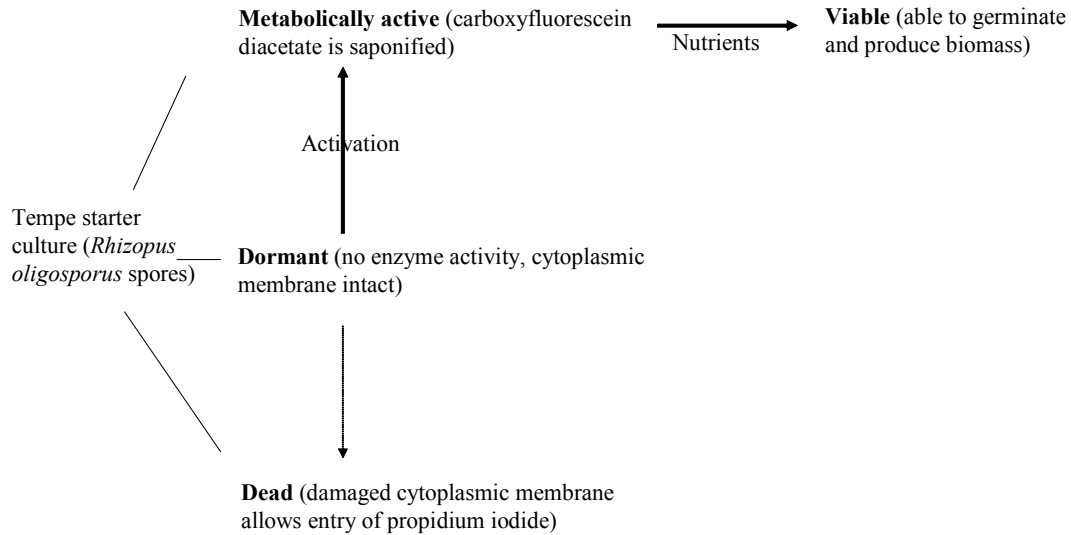 Metabolically active (carboxyfluorescein
diacetate is saponified)
Nutrients
Viable (able to germinate
and produce biomass)
Activation
Tempe starter
culture (Rhizopus
oligosporus spores)
Dormant (no enzyme activity, cytoplasmic
membrane intact)
Dead (damaged cytoplasmic membrane
allows entry of propidium iodide)